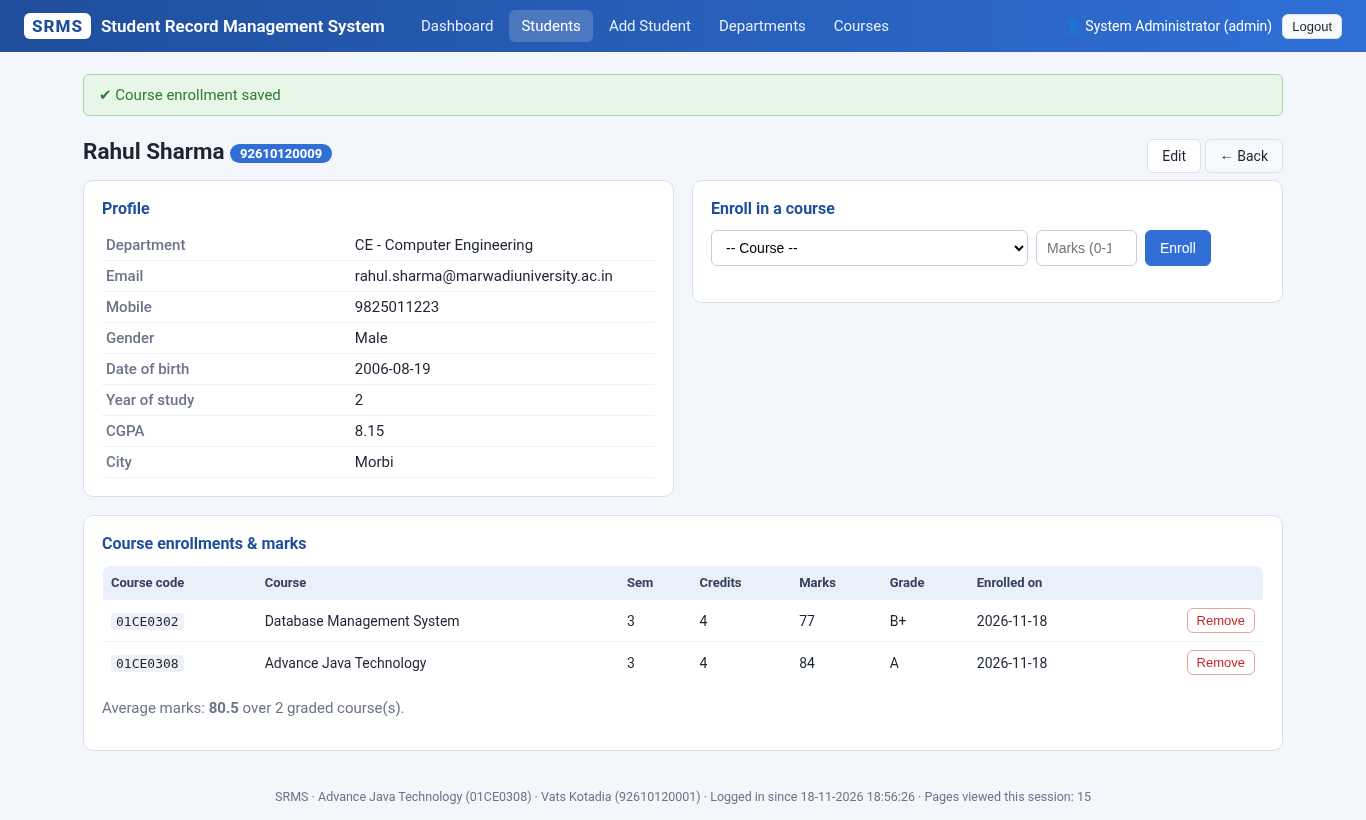 SRMS Student Record Management System Dashboard Students Add Student Departments Courses 👤 System Administrator (admin) Logout
✔ Course enrollment saved
Rahul Sharma 92610120009 Edit ← Back
Profile
Department CE - Computer Engineering
Email rahul.sharma@marwadiuniversity.ac.in
Mobile 9825011223
Gender Male
Date of birth 2006-08-19
Year of study 2
CGPA 8.15
City Morbi
Enroll in a course
-- Course -- Marks (0-1 Enroll
Course enrollments & marks
Course code Course Sem Credits Marks Grade Enrolled on
01CE0302 Database Management System 3 4 77 B+ 2026-11-18 Remove
01CE0308 Advance Java Technology 3 4 84 A 2026-11-18 Remove
Average marks: 80.5 over 2 graded course(s).
SRMS · Advance Java Technology (01CE0308) · Vats Kotadia (92610120001) · Logged in since 18-11-2026 18:56:26 · Pages viewed this session: 15